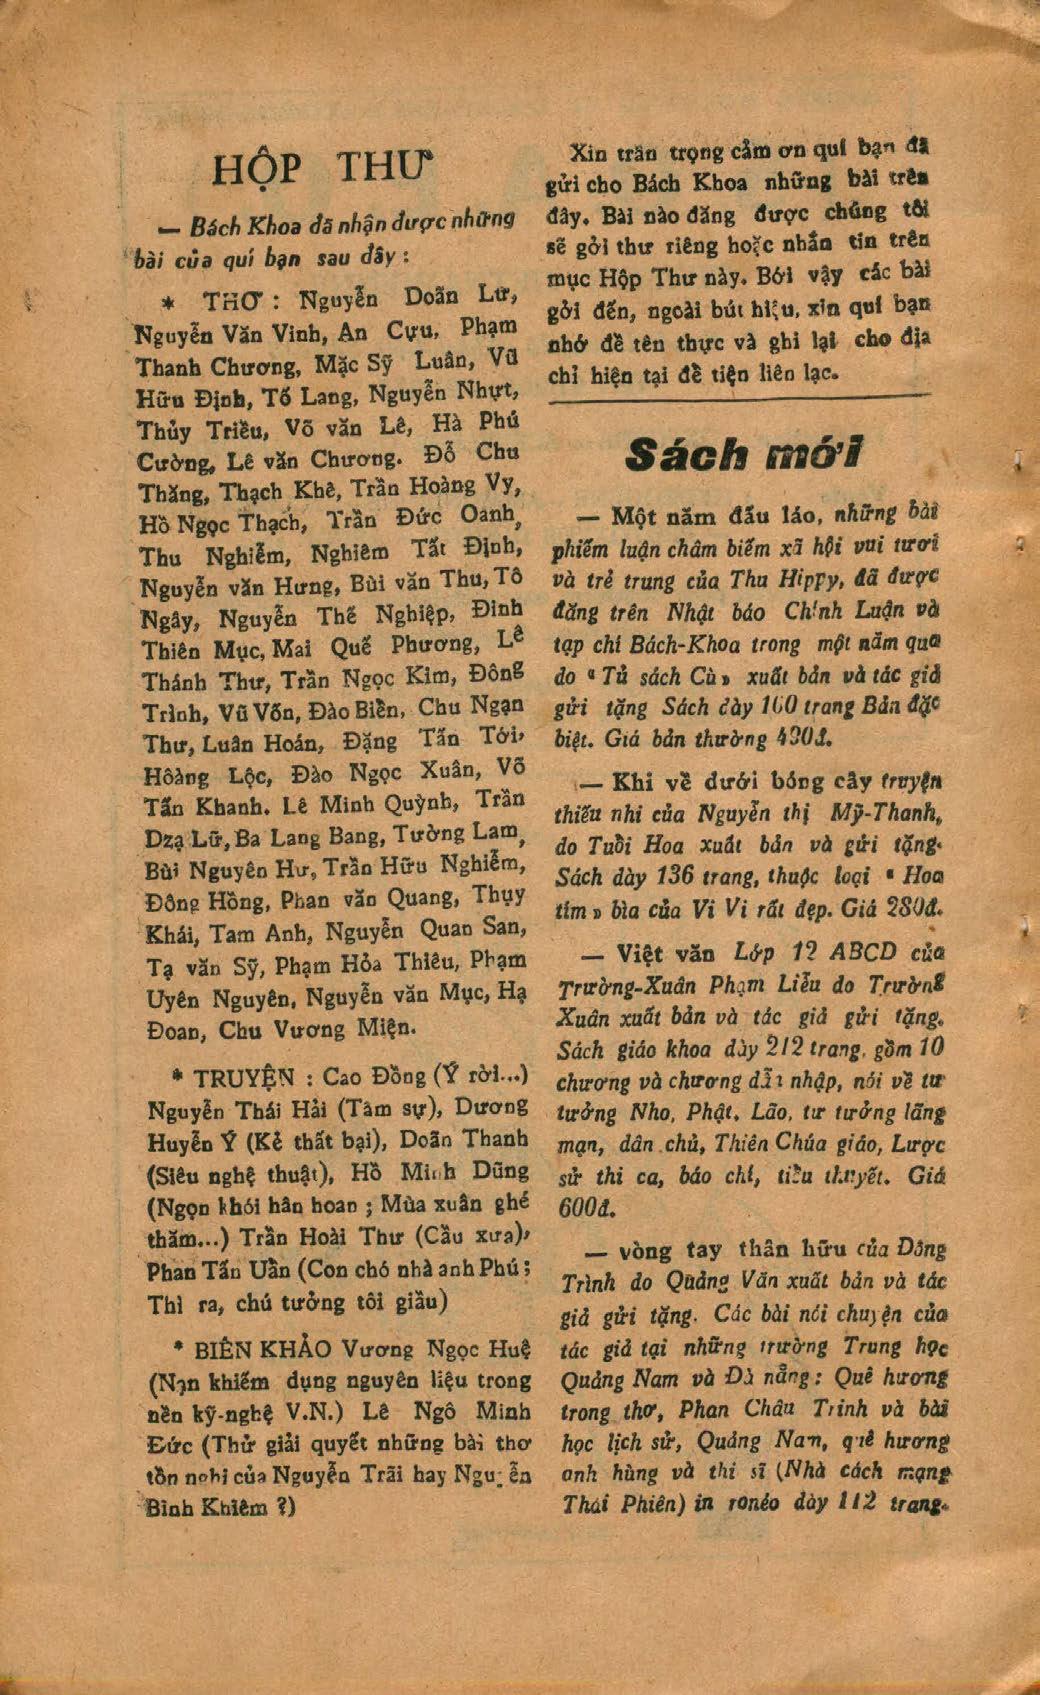 HỘP THƯ
— Bách Khoa đã nhận được những
bài của quí bạn sau đây :
* THƠ : Nguyễn Doãn Lư,
Nguyễn Văn Vinh, An Cựu, Phạm
Thanh Chương, Mặc Sỹ Luân, Vũ
Hữu Định, Tố Lang, Nguyễn Nhựt,
Thủy Triều, Võ văn Lê, Hà Phú
Cường, Lê văn Chương. Đỗ Chu
Thăng, Thạch Khê, Trần Hoàng Vy,
Hồ Ngọc Thạch, Trần Đức Oanh,
Thu Nghiễm, Nghiêm Tất Định,
Nguyễn văn Hưng, Bùi văn Thu, Tô
Ngây, Nguyễn Thế Nghiệp, Đinh
Thiên Mục, Mai Quế Phương, Lê
Thánh Thư, Trần Ngọc Kim, Đông
Trình, Vũ Vốn, Đào Biền, Chu Ngạn
Thư, Luân Hoán, Đặng Tấn Tới,
Hoàng Lộc, Đào Ngọc Xuân, Võ
Tấn Khanh. Lê Minh Quỳnh, Trần
Dzạ Lữ, Ba Lang Bang, Tường Lam,
Bùi Nguyên Hư, Trần Hữu Nghiễm,
Đông Hồng, Phan văn Quang, Thụy
Khải, Tam Anh, Nguyễn Quan San,
Tạ văn Sỹ, Phạm Hỏa Thiêu, Phạm
Uyên Nguyên, Nguyễn văn Mục, Hạ
Đoan, Chu Vương Miện.
* TRUYỆN : Cao Đồng (Ý rời...)
Nguyễn Thái Hải (Tâm sự), Dương
Huyễn Ý (Kẻ thất bại), Doãn Thanh
(Siêu nghệ thuật), Hồ Minh Dũng
(Ngọn khói hân hoan ; Mùa xuân ghé
thăm...) Trần Hoài Thư (Cầu xưa),
Phan Tấn Uẩn (Con chó nhà anh Phú ;
Thì ra, chú tưởng tôi giầu)
* BIÊN KHẢO Vương Ngọc Huệ
(Nạn khiếm dụng nguyên liệu trong
nền kỹ-nghệ V.N.) Lê Ngô Minh
Đức (Thử giải quyết những bài thơ
tồn nghi của Nguyễn Trãi hay Nguyễn
Bình Khiêm ?)
Xin trân trọng cảm ơn quí bạn đã
gửi cho Bách Khoa những bài trên
đây. Bài nào đăng được chúng tôi
sẽ gởi thư riêng hoặc nhắn tin trên
mục Hộp Thư này. Bởi vậy các bài
gởi đến, ngoài bút hiệu, xin quí bạn
nhớ đề tên thực và ghi lại cho địa
chỉ hiện tại để tiện liên lạc.
Sách mới
— Một năm đấu láo, những bài
phiếm luận châm biếm xã hội vui tươi
và trẻ trung của Thu Hippy, đã được
đăng trên Nhật báo Chính Luận và
tạp chí Bách-Khoa trong một năm qua
do “ Tủ sách Cù » xuất bản và tác giả
gửi tặng Sách dày 160 trang Bản đặc
biệt. Giá bản thường 430đ.
— Khi về dưới bóng cây truyện
thiếu nhi của Nguyễn thị Mỹ-Thanh,
do Tuổi Hoa xuất bản và gửi tặng.
Sách dày 136 trang, thuộc loại “ Hoa
tím » bìa của Vi Vi rất đẹp. Giá 280đ.
— Việt văn Lớp 12 ABCD của
Trường-Xuân Phạm Liễu do Trường
Xuân xuất bản và tác giả gửi tặng.
Sách giáo khoa dày 212 trang, gồm 10
chương và chương dẫn nhập, nói về tư
tưởng Nho, Phật, Lão, tư tưởng lãng
mạn, dân chủ, Thiên Chúa giáo, Lược
sử thi ca, báo chí, tiểu thuyết. Giá
600đ.
— vòng tay thân hữu của Đông
Trình do Quảng Văn xuất bản và tác
giả gửi tặng. Các bài nói chuyện của
tác giả tại những trường Trung học
Quảng Nam và Đà nẵng : Quê hương
trong thơ, Phan Châu Trinh và bài
học lịch sử, Quảng Nam, quê hương
anh hùng và thi sĩ (Nhà cách mạng
Thái Phiên) in ronéo dày 112 trang.